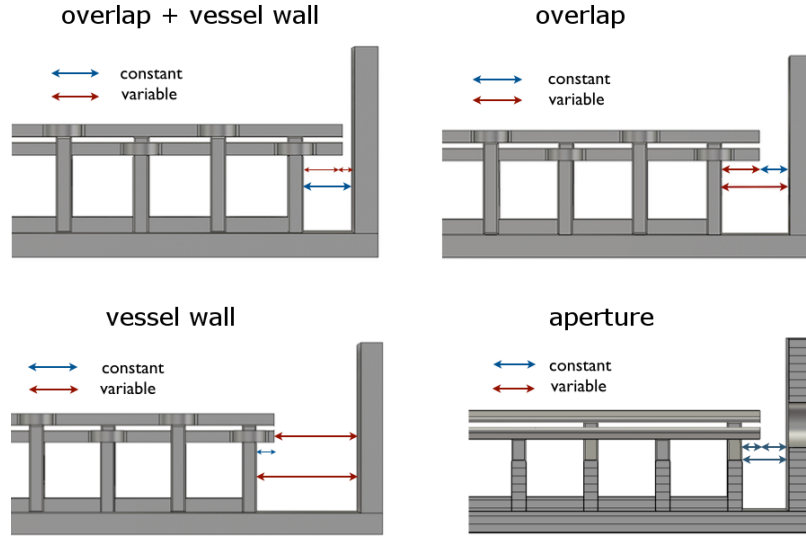 overlap + vessel wall
constant
variable
overlap
constant
variable
vessel wall
constant
variable
aperture
constant
variable